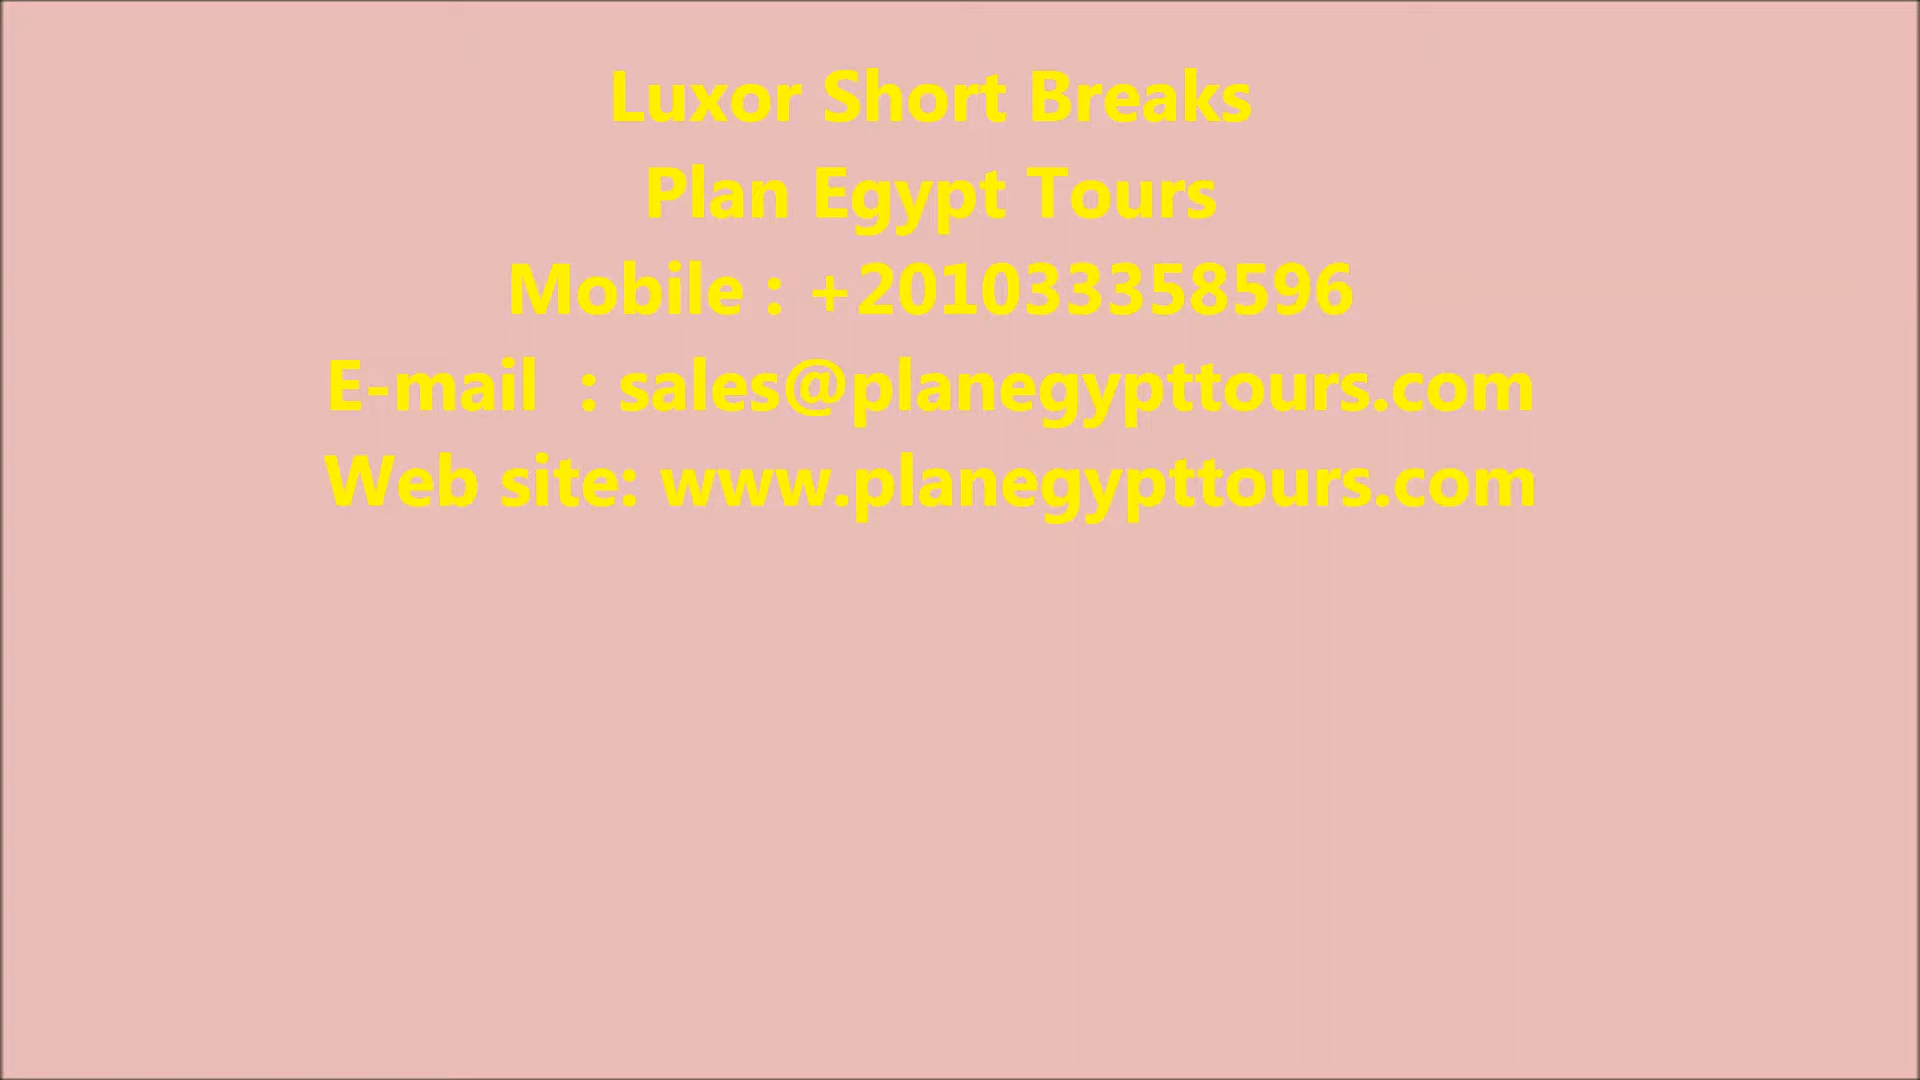 Luxor Short Breaks
Plan Egypt Tours
Mobile : +201033358596
E-mail  : sales@planegypttours.com
Web site: www.planegypttours.com